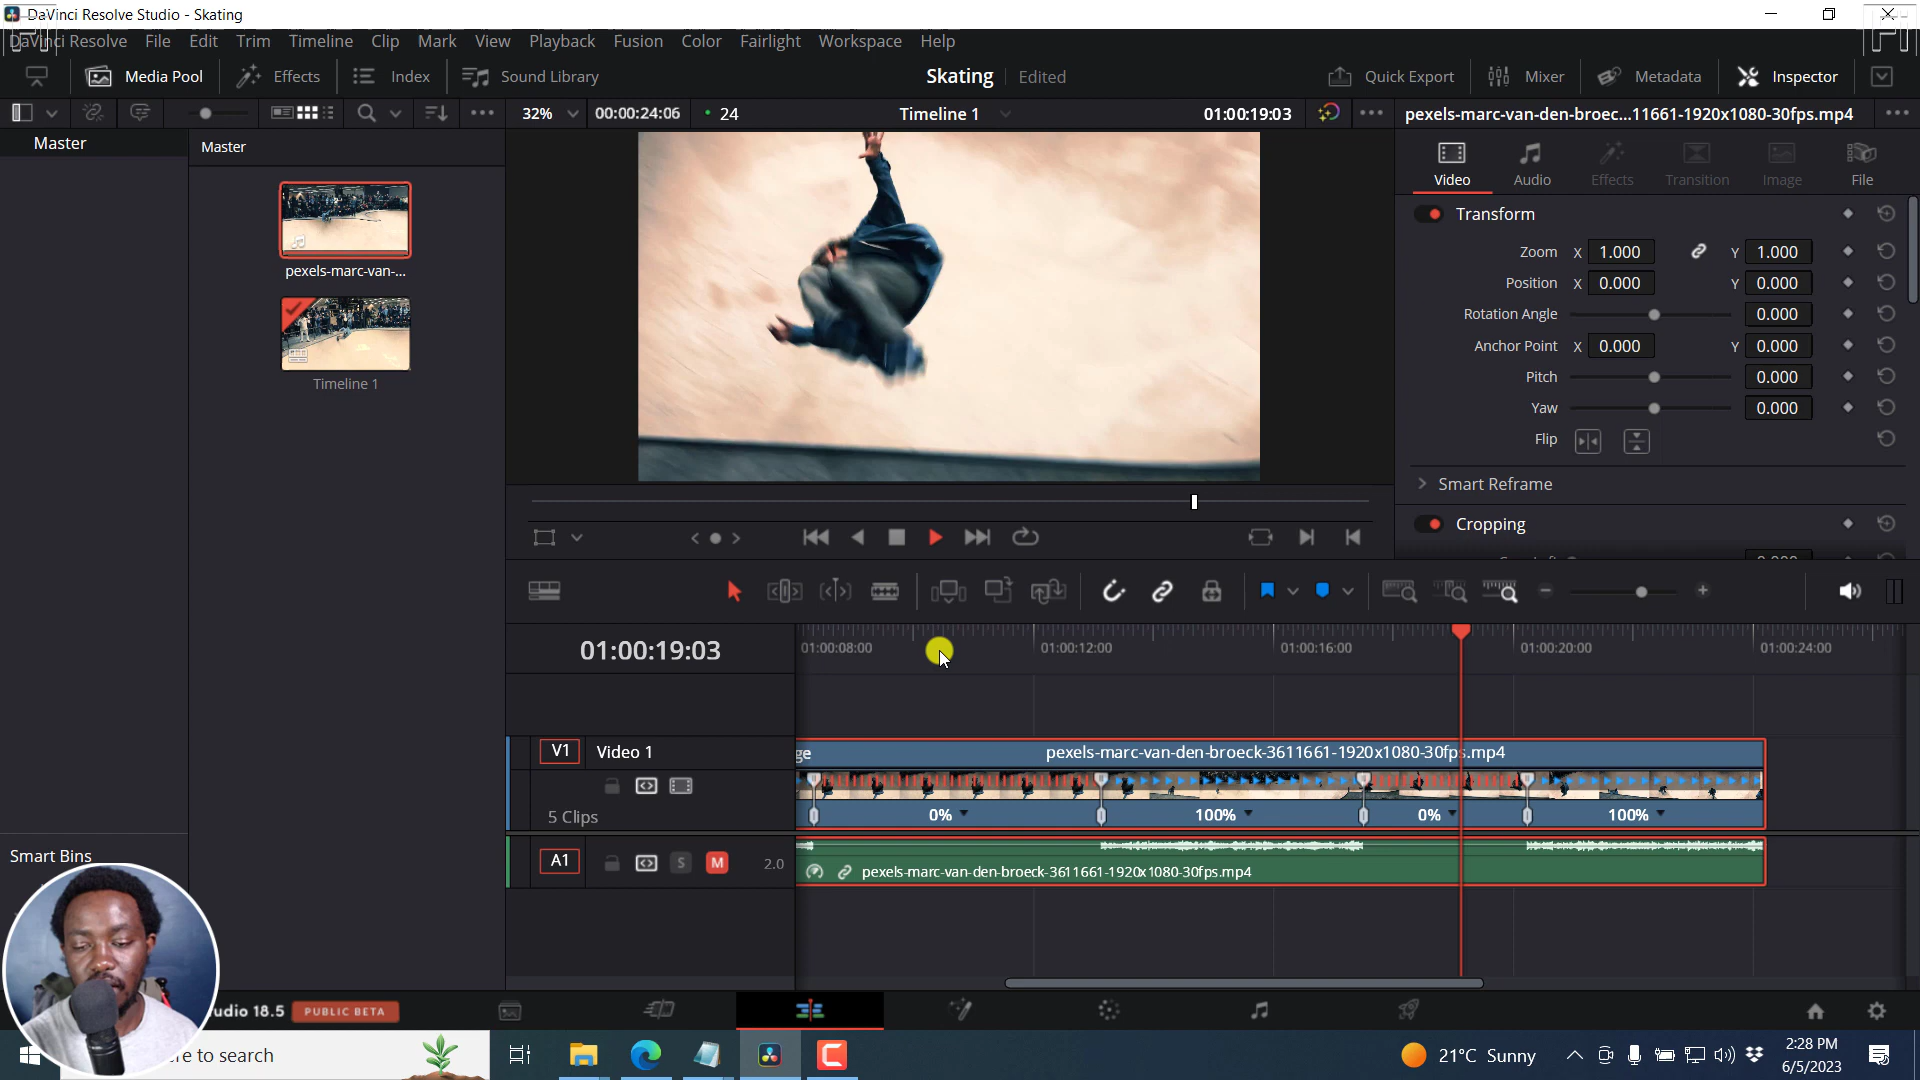 DaVinci Resolve Studio - Skating
DaVinci Resolve File Edit Trim Timeline Clip Mark View Playback Fusion Color Fairlight Workspace Help
Media Pool Effects Index Sound Library Skating Edited Quick Export Mixer Metadata Inspector
32% 00:00:24:06 24 Timeline 1 01:00:19:03 pexels-marc-van-den-broec...11661-1920x1080-30fps.mp4
Master
Master
pexels-marc-van-...
Timeline 1
Video Audio Effects Transition Image File
Transform
Zoom X 1.000 Y 1.000
Position X 0.000 Y 0.000
Rotation Angle 0.000
Anchor Point X 0.000 Y 0.000
Pitch 0.000
Yaw 0.000
Flip
Smart Reframe
Cropping
01:00:19:03
01:00:08:00 01:00:12:00 01:00:16:00 01:00:20:00 01:00:24:00
V1 Video 1
ge pexels-marc-van-den-broeck-3611661-1920x1080-30fps.mp4
5 Clips
0% 100% 0% 100%
A1 S M 2.0
pexels-marc-van-den-broeck-3611661-1920x1080-30fps.mp4
Smart Bins
udio 18.5 PUBLIC BETA
re to search
21°C Sunny
2:28 PM
6/5/2023